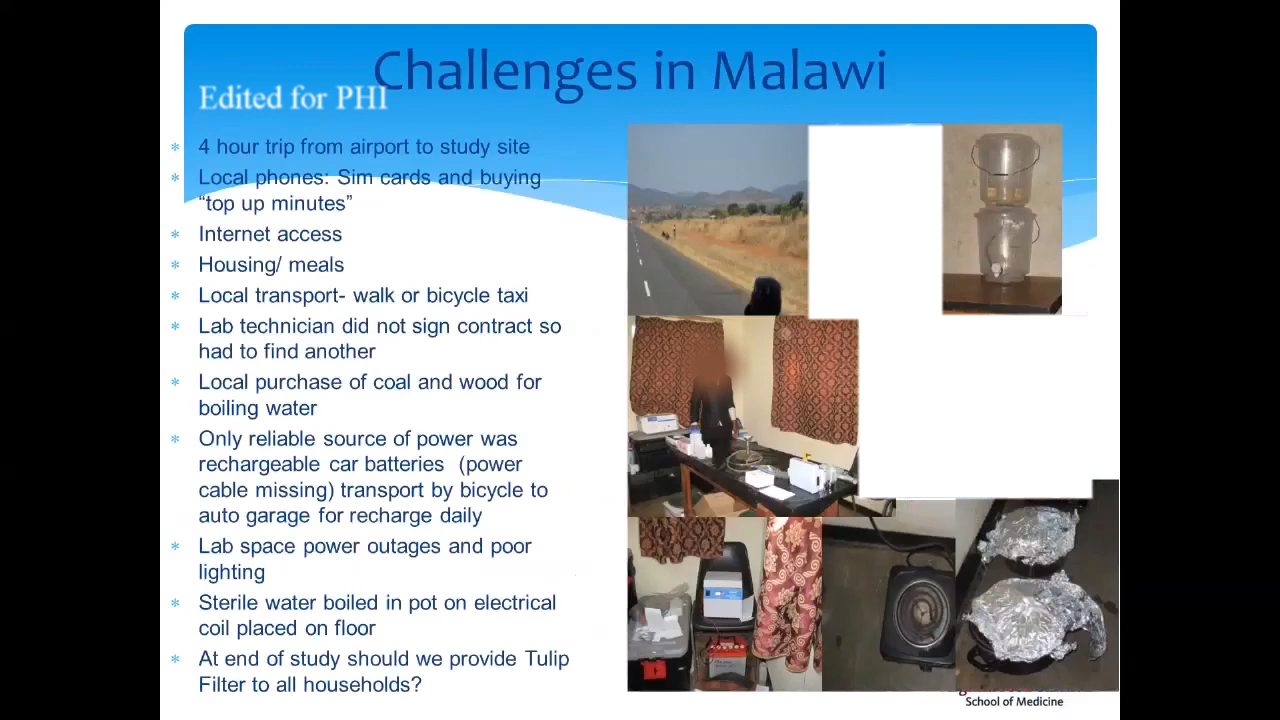 Challenges in Malawi
Edited for PHI
4 hour trip from airport to study site
Local phones: Sim cards and buying
“top up minutes”
Internet access
Housing/ meals
Local transport- walk or bicycle taxi
Lab technician did not sign contract so
had to find another
Local purchase of coal and wood for
boiling water
Only reliable source of power was
rechargeable car batteries (power
cable missing) transport by bicycle to
auto garage for recharge daily
Lab space power outages and poor
lighting
Sterile water boiled in pot on electrical
coil placed on floor
At end of study should we provide Tulip
Filter to all households?
School of Medicine